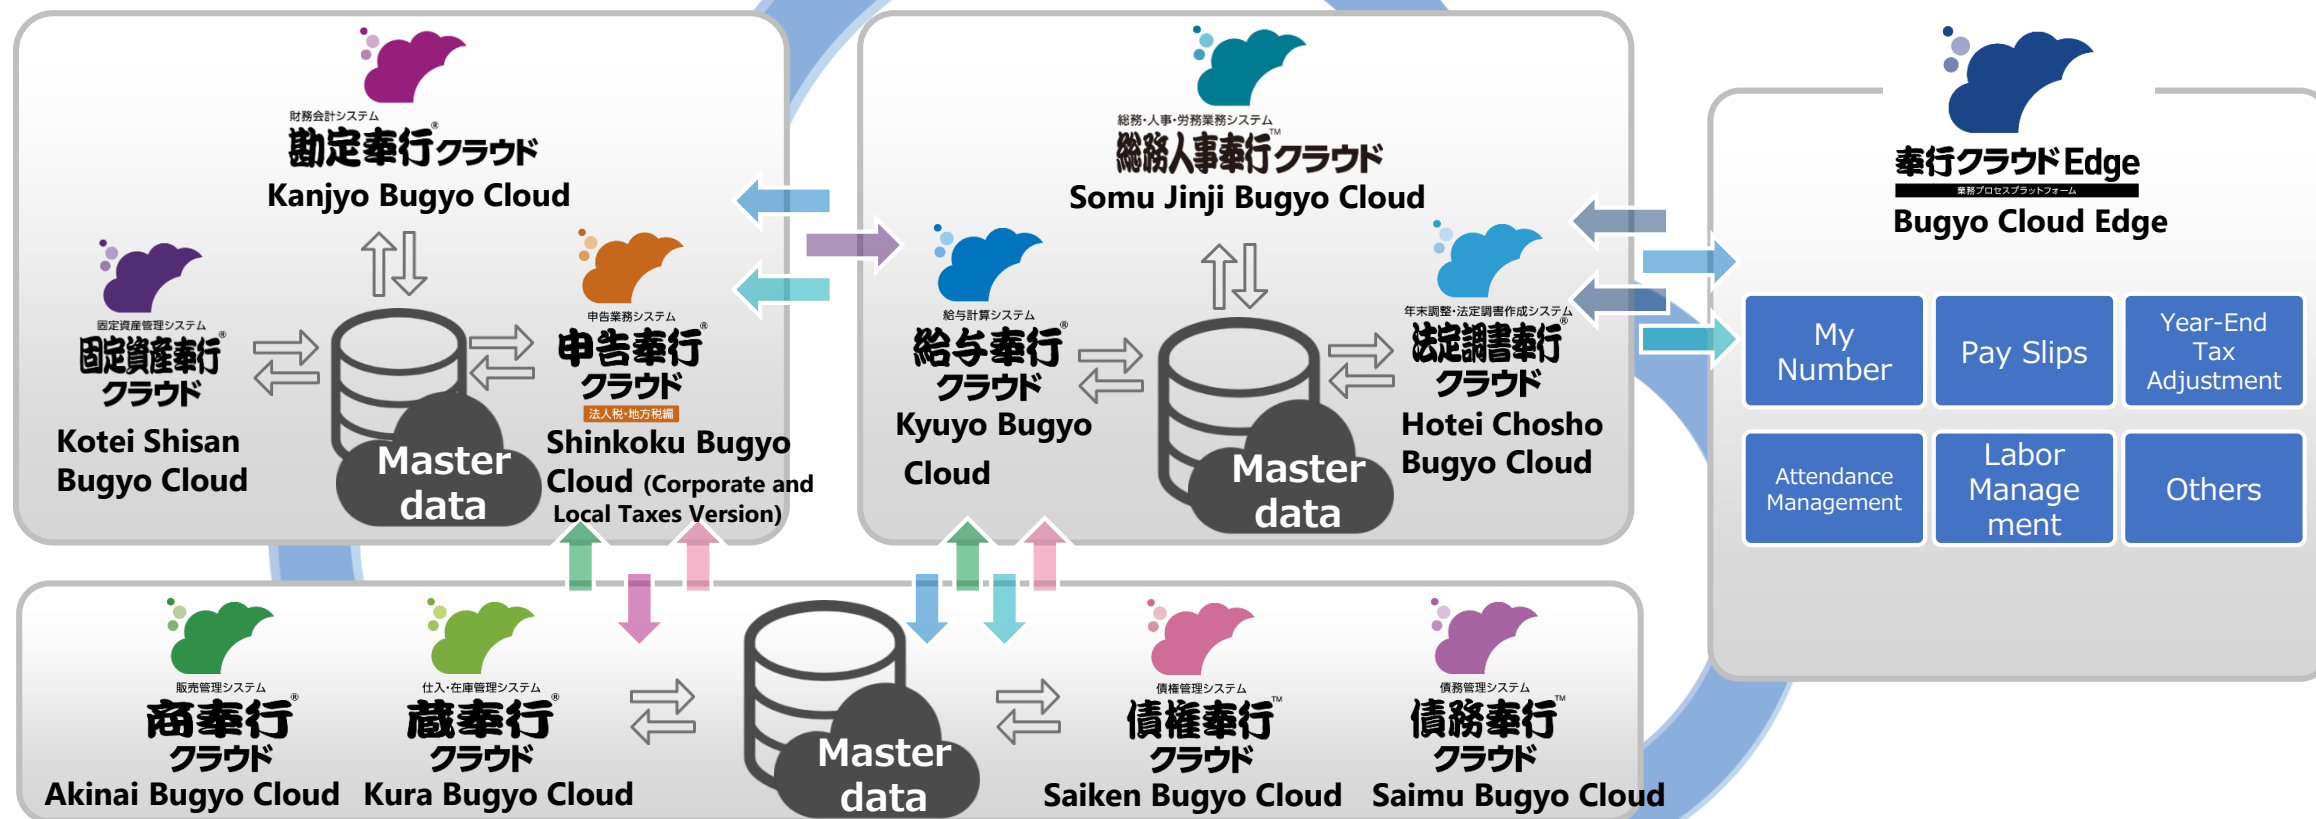 財務会計システム
勘定奉行®クラウド
Kanjyo Bugyo Cloud
固定資産管理システム
固定資産奉行®
クラウド
Kotei Shisan
Bugyo Cloud
Master
data
申告業務システム
申告奉行®
クラウド
法人税・地方税編
Shinkoku Bugyo
Cloud (Corporate and
Local Taxes Version)
総務・人事・労務業務システム
総務人事奉行™クラウド
Somu Jinji Bugyo Cloud
給与計算システム
給与奉行®
クラウド
Kyuyo Bugyo
Cloud
Master
data
年末調整・法定調書作成システム
法定調書奉行®
クラウド
Hotei Chosho
Bugyo Cloud
奉行クラウドEdge
業務プロセスプラットフォーム
Bugyo Cloud Edge
My
Number
Pay Slips
Year-End
Tax
Adjustment
Attendance
Management
Labor
Manage
ment
Others
販売管理システム
商奉行®
クラウド
Akinai Bugyo Cloud
仕入・在庫管理システム
蔵奉行®
クラウド
Kura Bugyo Cloud
Master
data
債権管理システム
債権奉行™
クラウド
Saiken Bugyo Cloud
債務管理システム
債務奉行™
クラウド
Saimu Bugyo Cloud